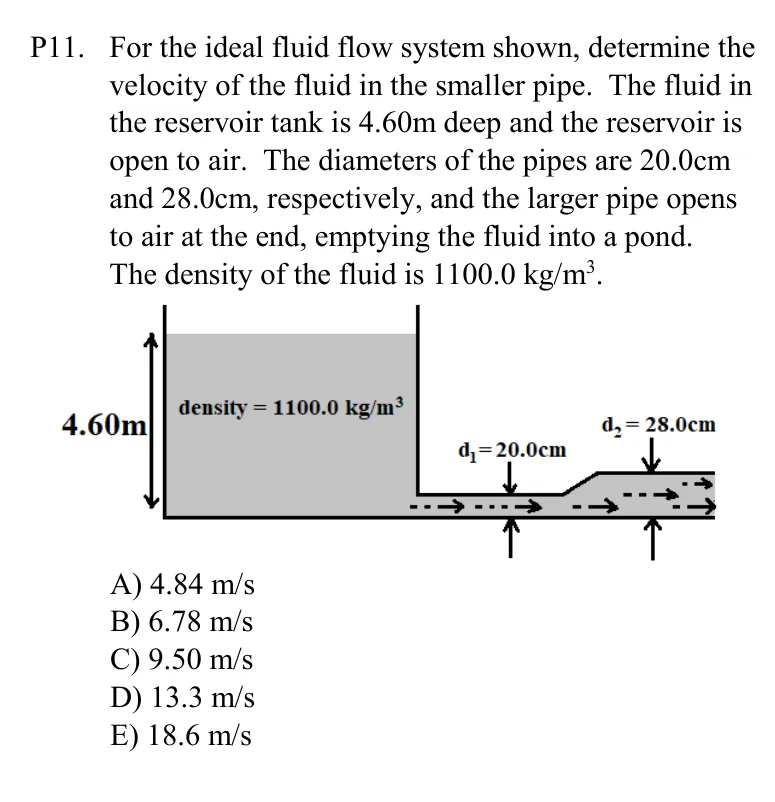 P11. For the ideal fluid flow system shown, determine the
velocity of the fluid in the smaller pipe. The fluid in
the reservoir tank is 4.60m deep and the reservoir is
open to air. The diameters of the pipes are 20.0cm
and 28.0cm, respectively, and the larger pipe opens
to air at the end, emptying the fluid into a pond.
The density of the fluid is 1100.0 kg/m³.
density = 1100.0 kg/m³
4.60m
d₂ = 28.0cm
d₁=20.0cm
A) 4.84 m/s
B) 6.78 m/s
C) 9.50 m/s
D) 13.3 m/s
E) 18.6 m/s